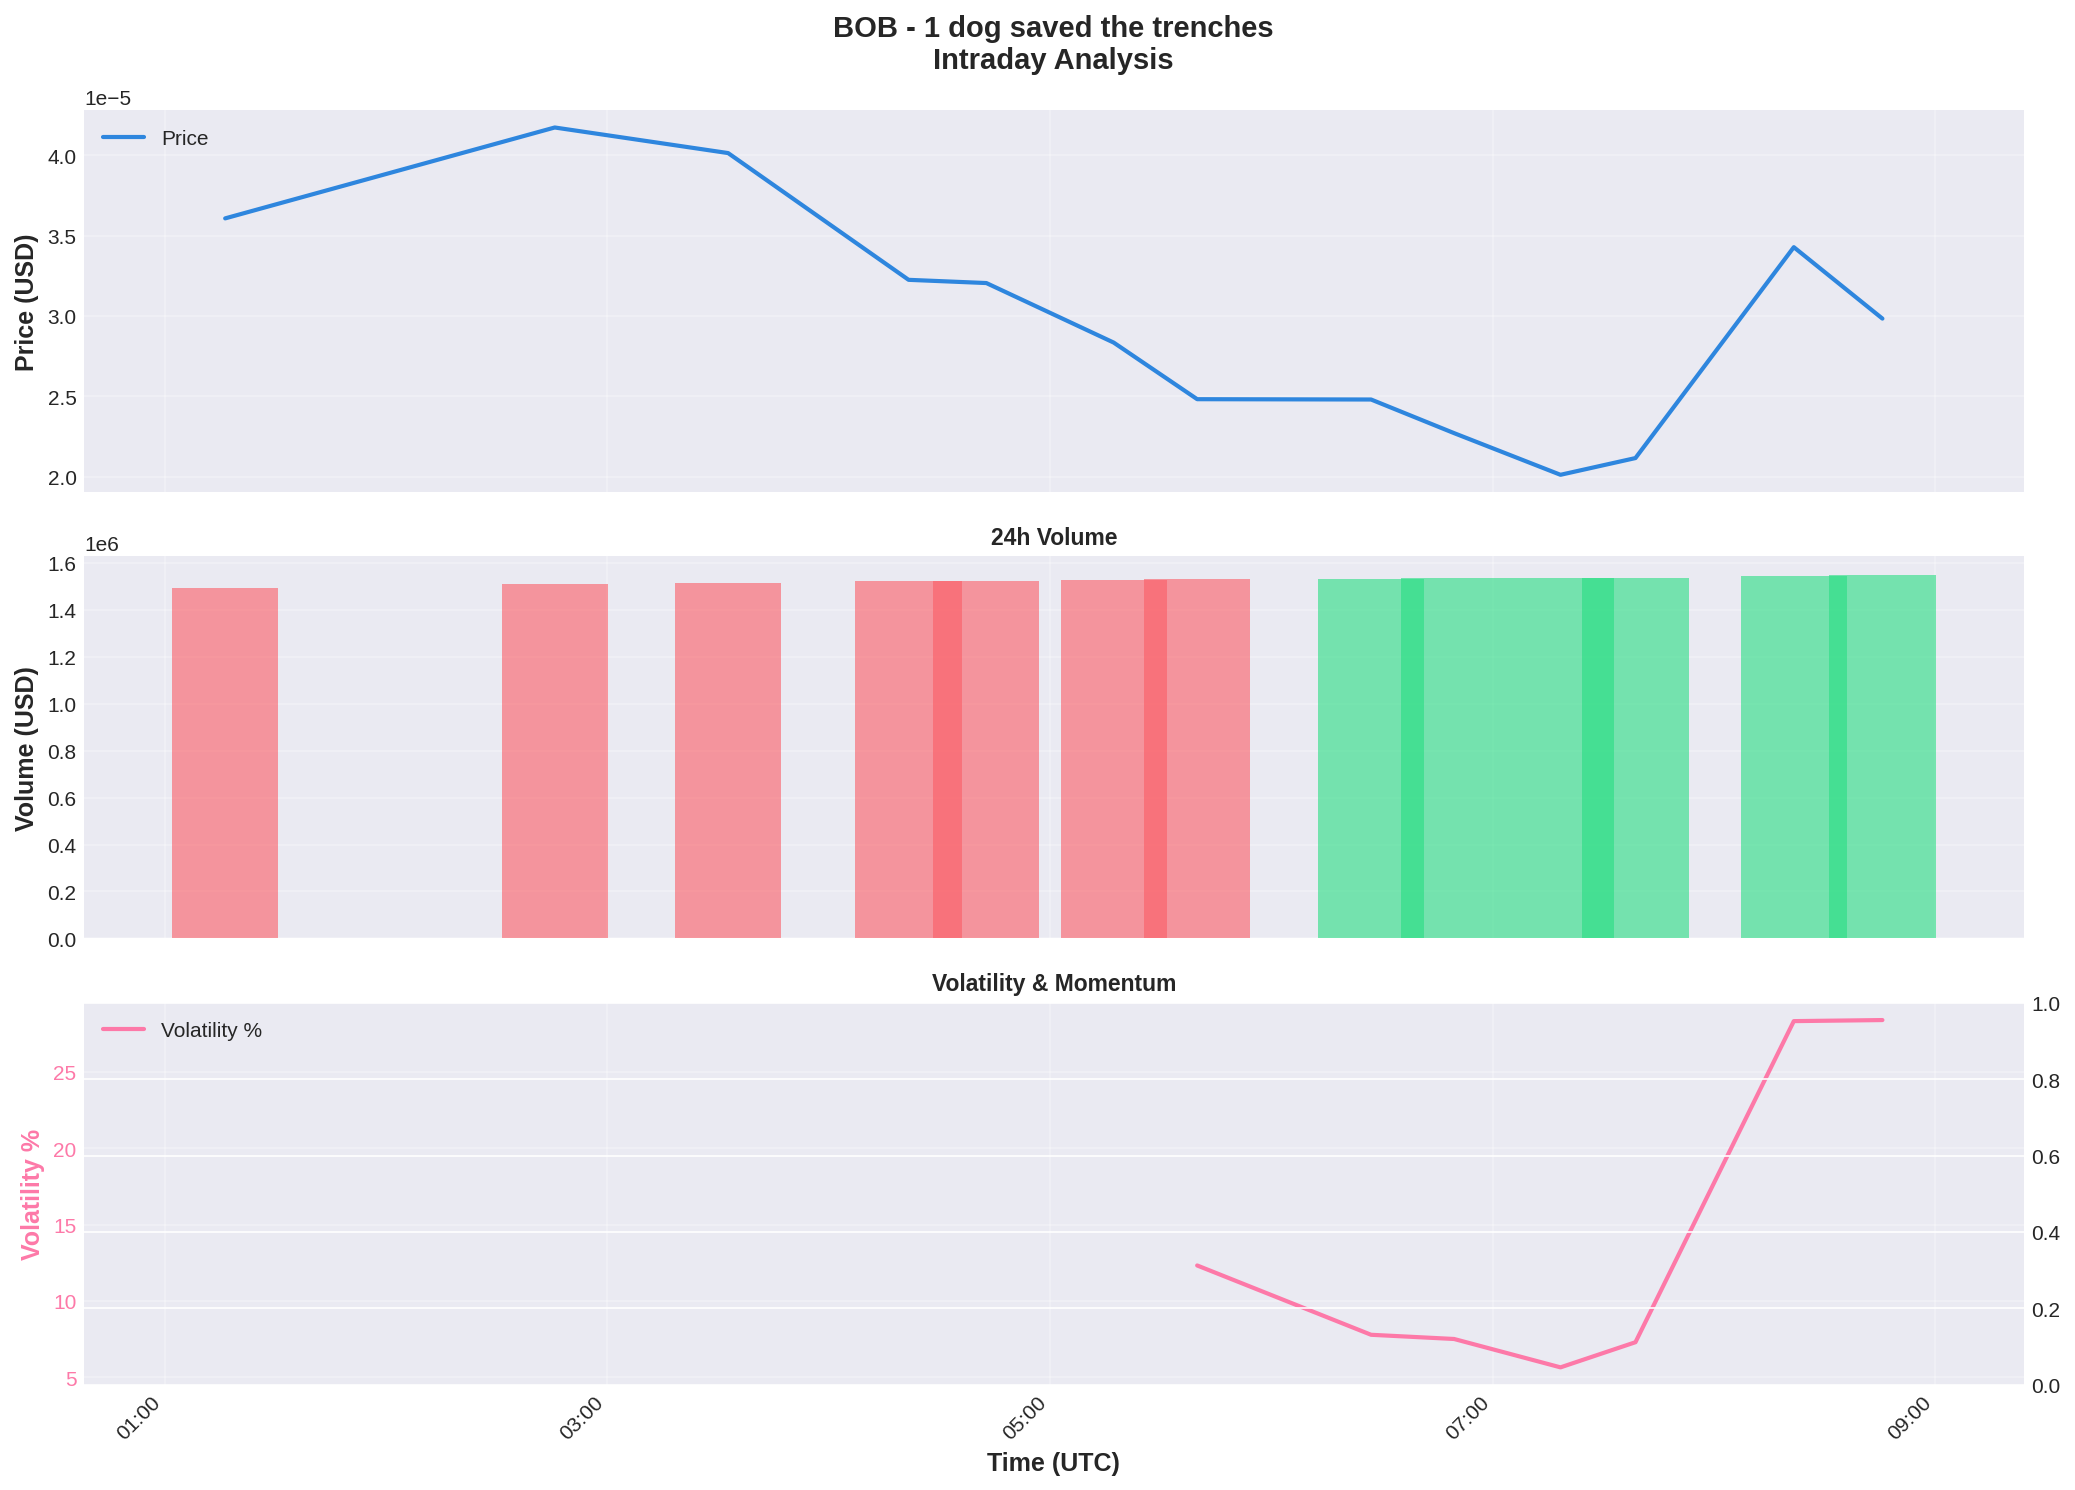 BOB - 1 dog saved the trenches
Intraday Analysis
1e−5
Price
4.0
3.5
3.0
2.5
2.0
Price (USD)
24h Volume
1e6
1.6
1.4
1.2
1.0
0.8
0.6
0.4
0.2
0.0
Volume (USD)
Volatility & Momentum
Volatility %
25
20
15
10
5
Volatility %
1.0
0.8
0.6
0.4
0.2
0.0
01:00
03:00
05:00
07:00
09:00
Time (UTC)